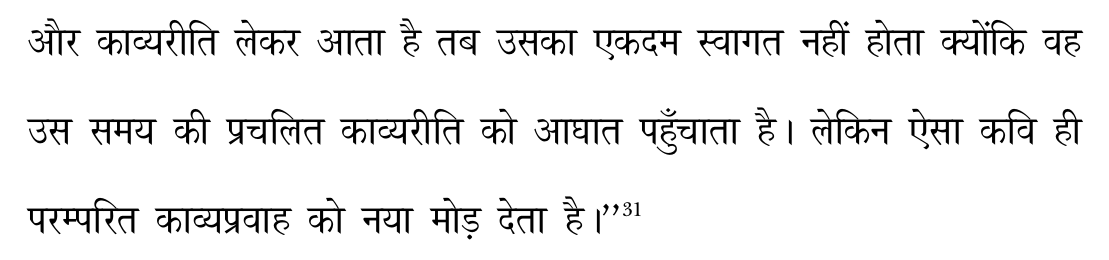 और काव्यरीति लेकर आता है तब उसका एकदम स्वागत नहीं होता क्योंकि वह
उस समय की प्रचलित काव्यरीति को आघात पहुँचाता है। लेकिन ऐसा कवि ही
परम्परित काव्यप्रवाह को नया मोड़ देता है।’’31